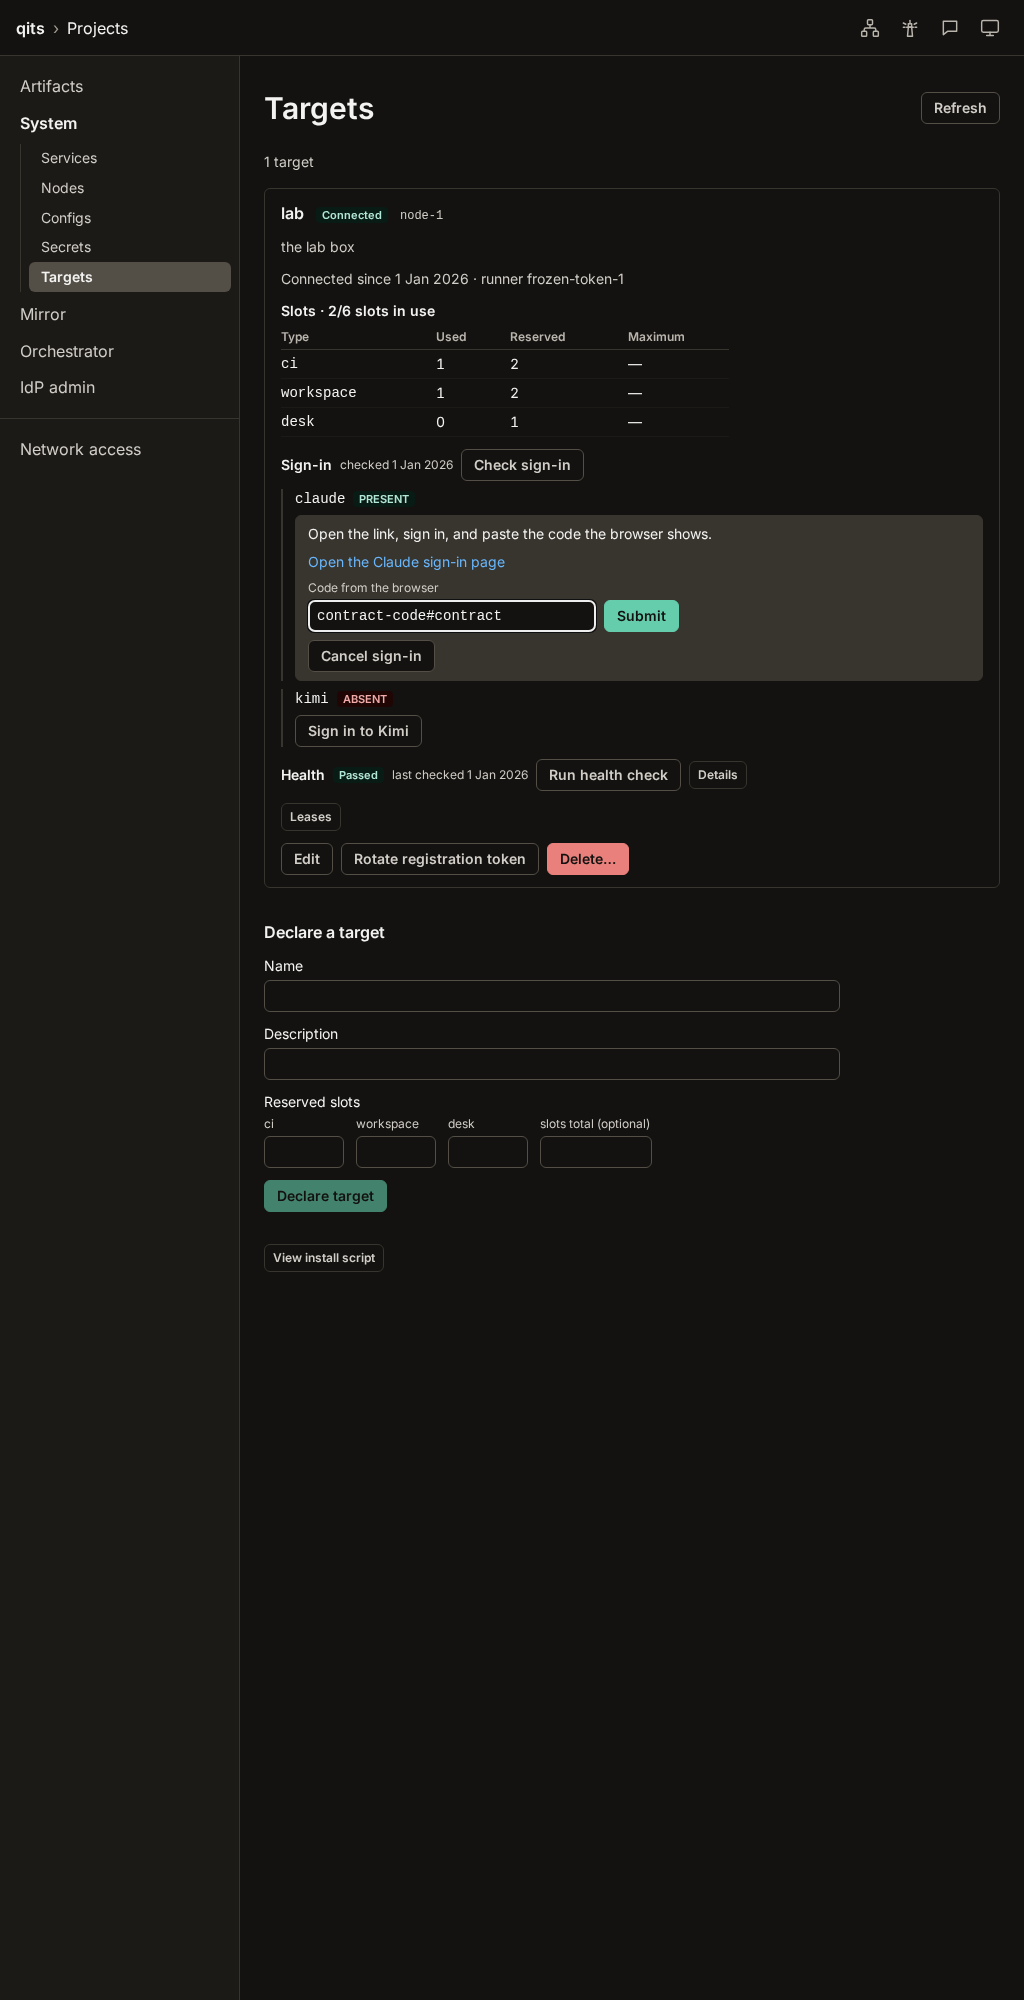 qits › Projects
Artifacts
System
Services
Nodes
Configs
Secrets
Targets
Mirror
Orchestrator
IdP admin
Network access
Targets
Refresh
1 target
lab Connected node-1
the lab box
Connected since 1 Jan 2026 · runner frozen-token-1
Slots · 2/6 slots in use
Type Used Reserved Maximum
ci 1 2 —
workspace 1 2 —
desk 0 1 —
Sign-in checked 1 Jan 2026 Check sign-in
claude PRESENT
Open the link, sign in, and paste the code the browser shows.
Open the Claude sign-in page
Code from the browser
contract-code#contract Submit
Cancel sign-in
kimi ABSENT
Sign in to Kimi
Health Passed last checked 1 Jan 2026 Run health check Details
Leases
Edit Rotate registration token Delete…
Declare a target
Name
Description
Reserved slots
ci workspace desk slots total (optional)
Declare target
View install script